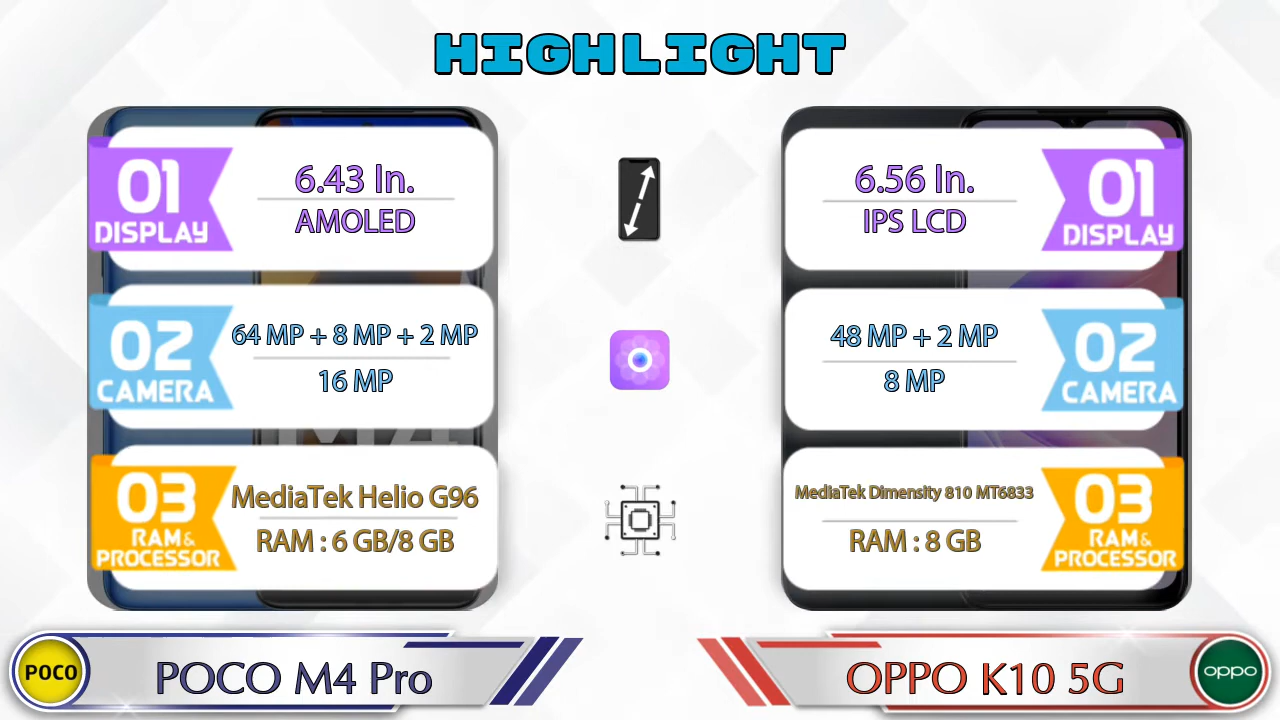 HIGHLIGHT
01
DISPLAY
6.43 In.
AMOLED
02
CAMERA
64 MP + 8 MP + 2 MP
16 MP
M4
03
RAM &
PROCESSOR
MediaTek Helio G96
RAM : 6 GB/8 GB
6.56 In.
IPS LCD
01
DISPLAY
48 MP + 2 MP
8 MP
02
CAMERA
MediaTek Dimensity 810 MT6833
RAM : 8 GB
03
RAM &
PROCESSOR
POCO
POCO M4 Pro
OPPO K10 5G
oppo